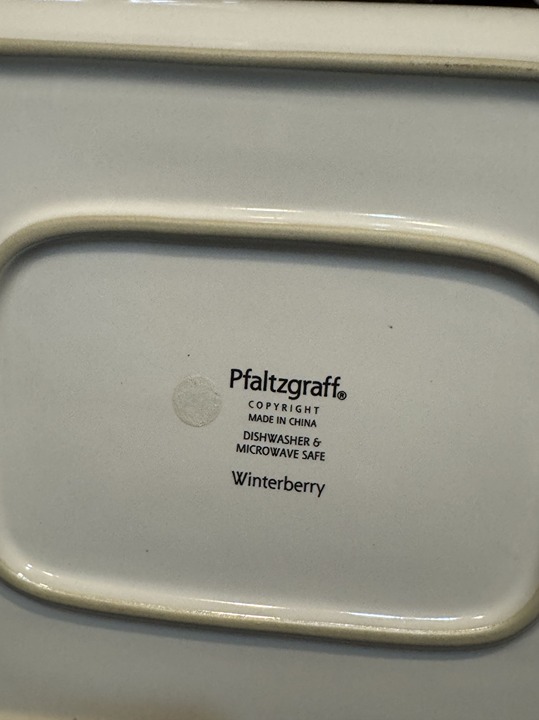 Pfaltzgraff®
COPYRIGHT
MADE IN CHINA
DISHWASHER &
MICROWAVE SAFE
Winterberry